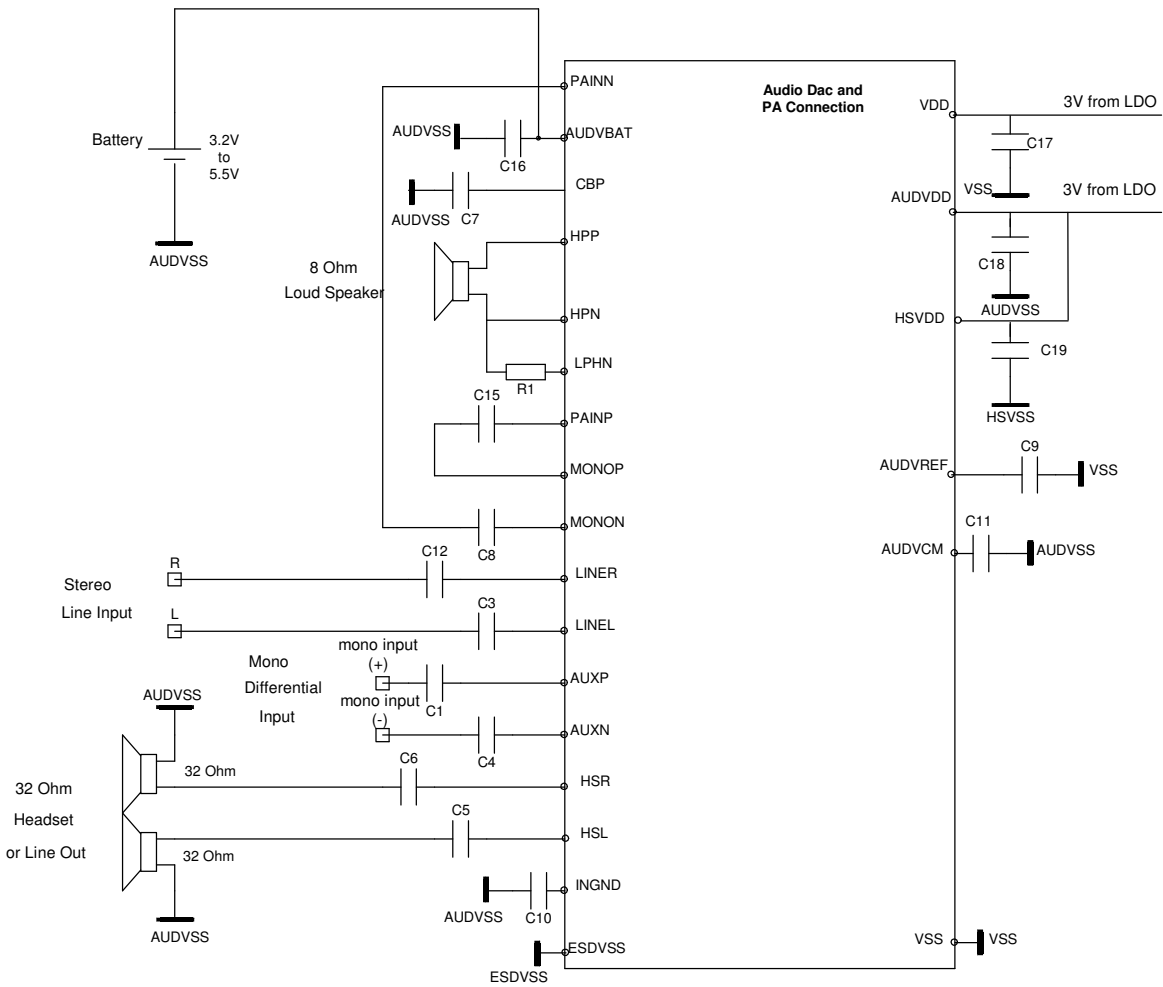 Audio Dac and
PA Connection
Battery
3.2V
to
5.5V
AUDVSS
AUDVSS
C16
AUDVSS
C7
8 Ohm
Loud Speaker
R1
C15
C8
PAINN
AUDVBAT
CBP
HPP
HPN
LPHN
PAINP
MONOP
MONON
LINER
LINEL
AUXP
AUXN
HSR
HSL
INGND
ESDVSS
Stereo
Line Input
R
L
C12
C3
Mono
Differential
Input
mono input
(+)
mono input
(-)
C1
C4
AUDVSS
32 Ohm
Headset
or Line Out
32 Ohm
32 Ohm
AUDVSS
C6
C5
AUDVSS
C10
ESDVSS
VDD
3V from LDO
C17
VSS
AUDVDD
3V from LDO
C18
AUDVSS
HSVDD
C19
HSVSS
AUDVREF
C9
VSS
AUDVCM
C11
AUDVSS
VSS
VSS